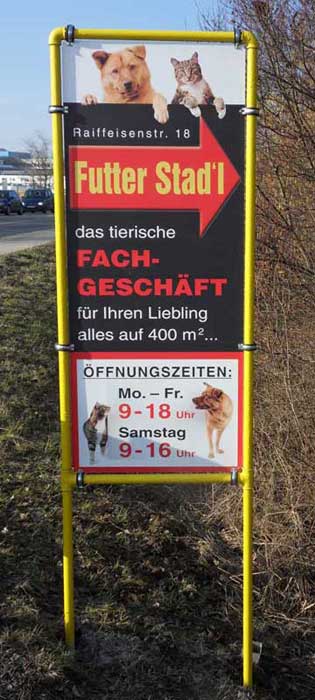 Raiffeisenstr. 18
Futter Stad'l
das tierische
FACH-
GESCHÄFT
für Ihren Liebling
alles auf 400 m²...
ÖFFNUNGSZEITEN:
Mo. – Fr.
9-18 Uhr
Samstag
9-16 Uhr